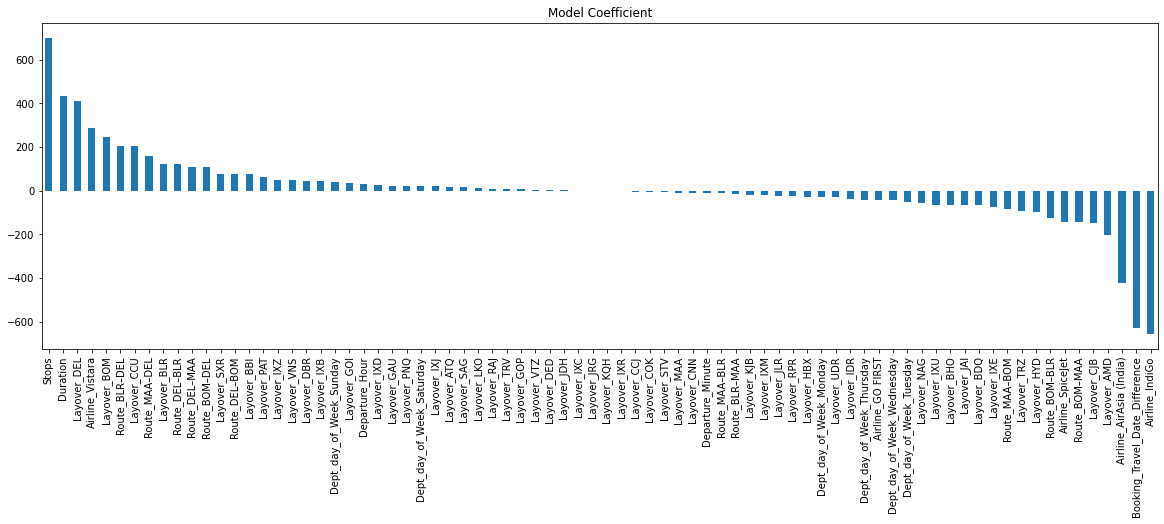 Model Coefficient
600
400
200
0
−200
−400
−600
Stops
Duration
Layover_DEL
Airline_Vistara
Layover_BOM
Route_BLR-DEL
Layover_CCU
Route_MAA-DEL
Layover_BLR
Route_DEL-BLR
Route_DEL-MAA
Route_BOM-DEL
Layover_SXR
Route_DEL-BOM
Layover_BBI
Layover_PAT
Layover_IXZ
Layover_VNS
Layover_DBR
Layover_IXB
Dept_day_of_Week_Sunday
Layover_GOI
Departure_Hour
Layover_IXD
Layover_GAU
Layover_PNQ
Dept_day_of_Week_Saturday
Layover_IXJ
Layover_ATQ
Layover_SAG
Layover_LKO
Layover_RAJ
Layover_TRV
Layover_GOP
Layover_VTZ
Layover_DED
Layover_JDH
Layover_IXC
Layover_JRG
Layover_KQH
Layover_IXR
Layover_CCJ
Layover_COK
Layover_STV
Layover_MAA
Layover_CNN
Departure_Minute
Route_MAA-BLR
Route_BLR-MAA
Layover_KJB
Layover_IXM
Layover_JLR
Layover_RPR
Layover_HBX
Dept_day_of_Week_Monday
Layover_UDR
Layover_IDR
Dept_day_of_Week_Thursday
Airline_GO FIRST
Dept_day_of_Week_Wednesday
Dept_day_of_Week_Tuesday
Layover_NAG
Layover_IXU
Layover_BHO
Layover_JAI
Layover_BDQ
Layover_IXE
Route_MAA-BOM
Layover_TRZ
Layover_HYD
Route_BOM-BLR
Airline_SpiceJet
Route_BOM-MAA
Layover_CJB
Layover_AMD
Airline_AirAsia (India)
Booking_Travel_Date_Difference
Airline_IndiGo